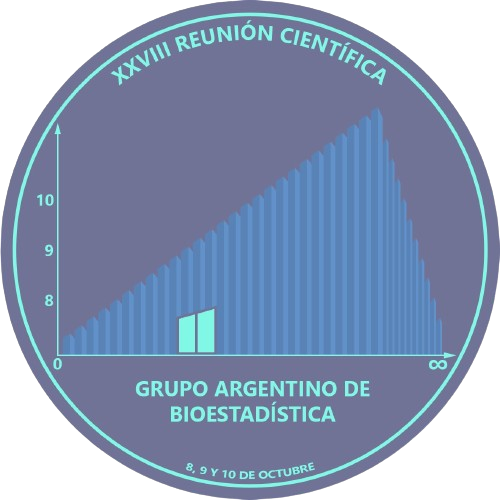 XXVIII REUNIÓN CIENTÍFICA
10
9
8
0
∞
GRUPO ARGENTINO DE
BIOESTADÍSTICA
8, 9 Y 10 DE OCTUBRE